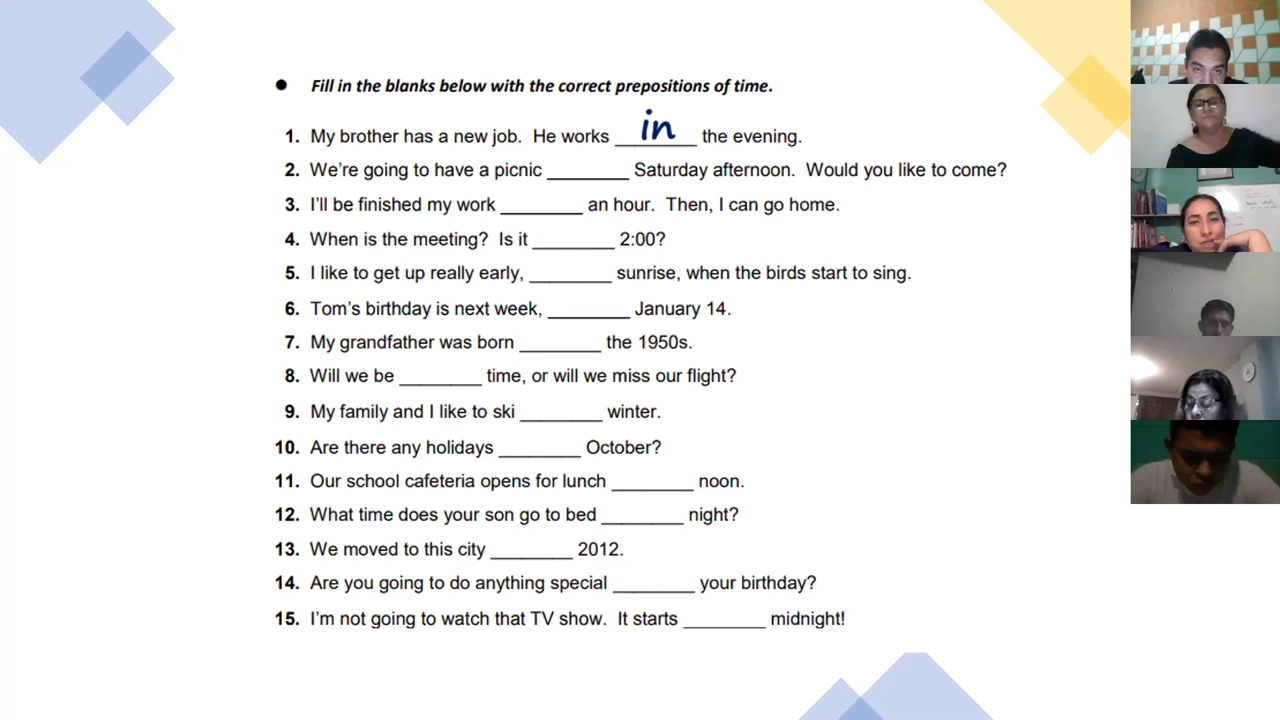 ● Fill in the blanks below with the correct prepositions of time.
1. My brother has a new job. He works ___in___ the evening.
2. We’re going to have a picnic ________ Saturday afternoon. Would you like to come?
3. I’ll be finished my work ________ an hour. Then, I can go home.
4. When is the meeting? Is it ________ 2:00?
5. I like to get up really early, ________ sunrise, when the birds start to sing.
6. Tom’s birthday is next week, ________ January 14.
7. My grandfather was born ________ the 1950s.
8. Will we be ________ time, or will we miss our flight?
9. My family and I like to ski ________ winter.
10. Are there any holidays ________ October?
11. Our school cafeteria opens for lunch ________ noon.
12. What time does your son go to bed ________ night?
13. We moved to this city ________ 2012.
14. Are you going to do anything special ________ your birthday?
15. I’m not going to watch that TV show. It starts ________ midnight!